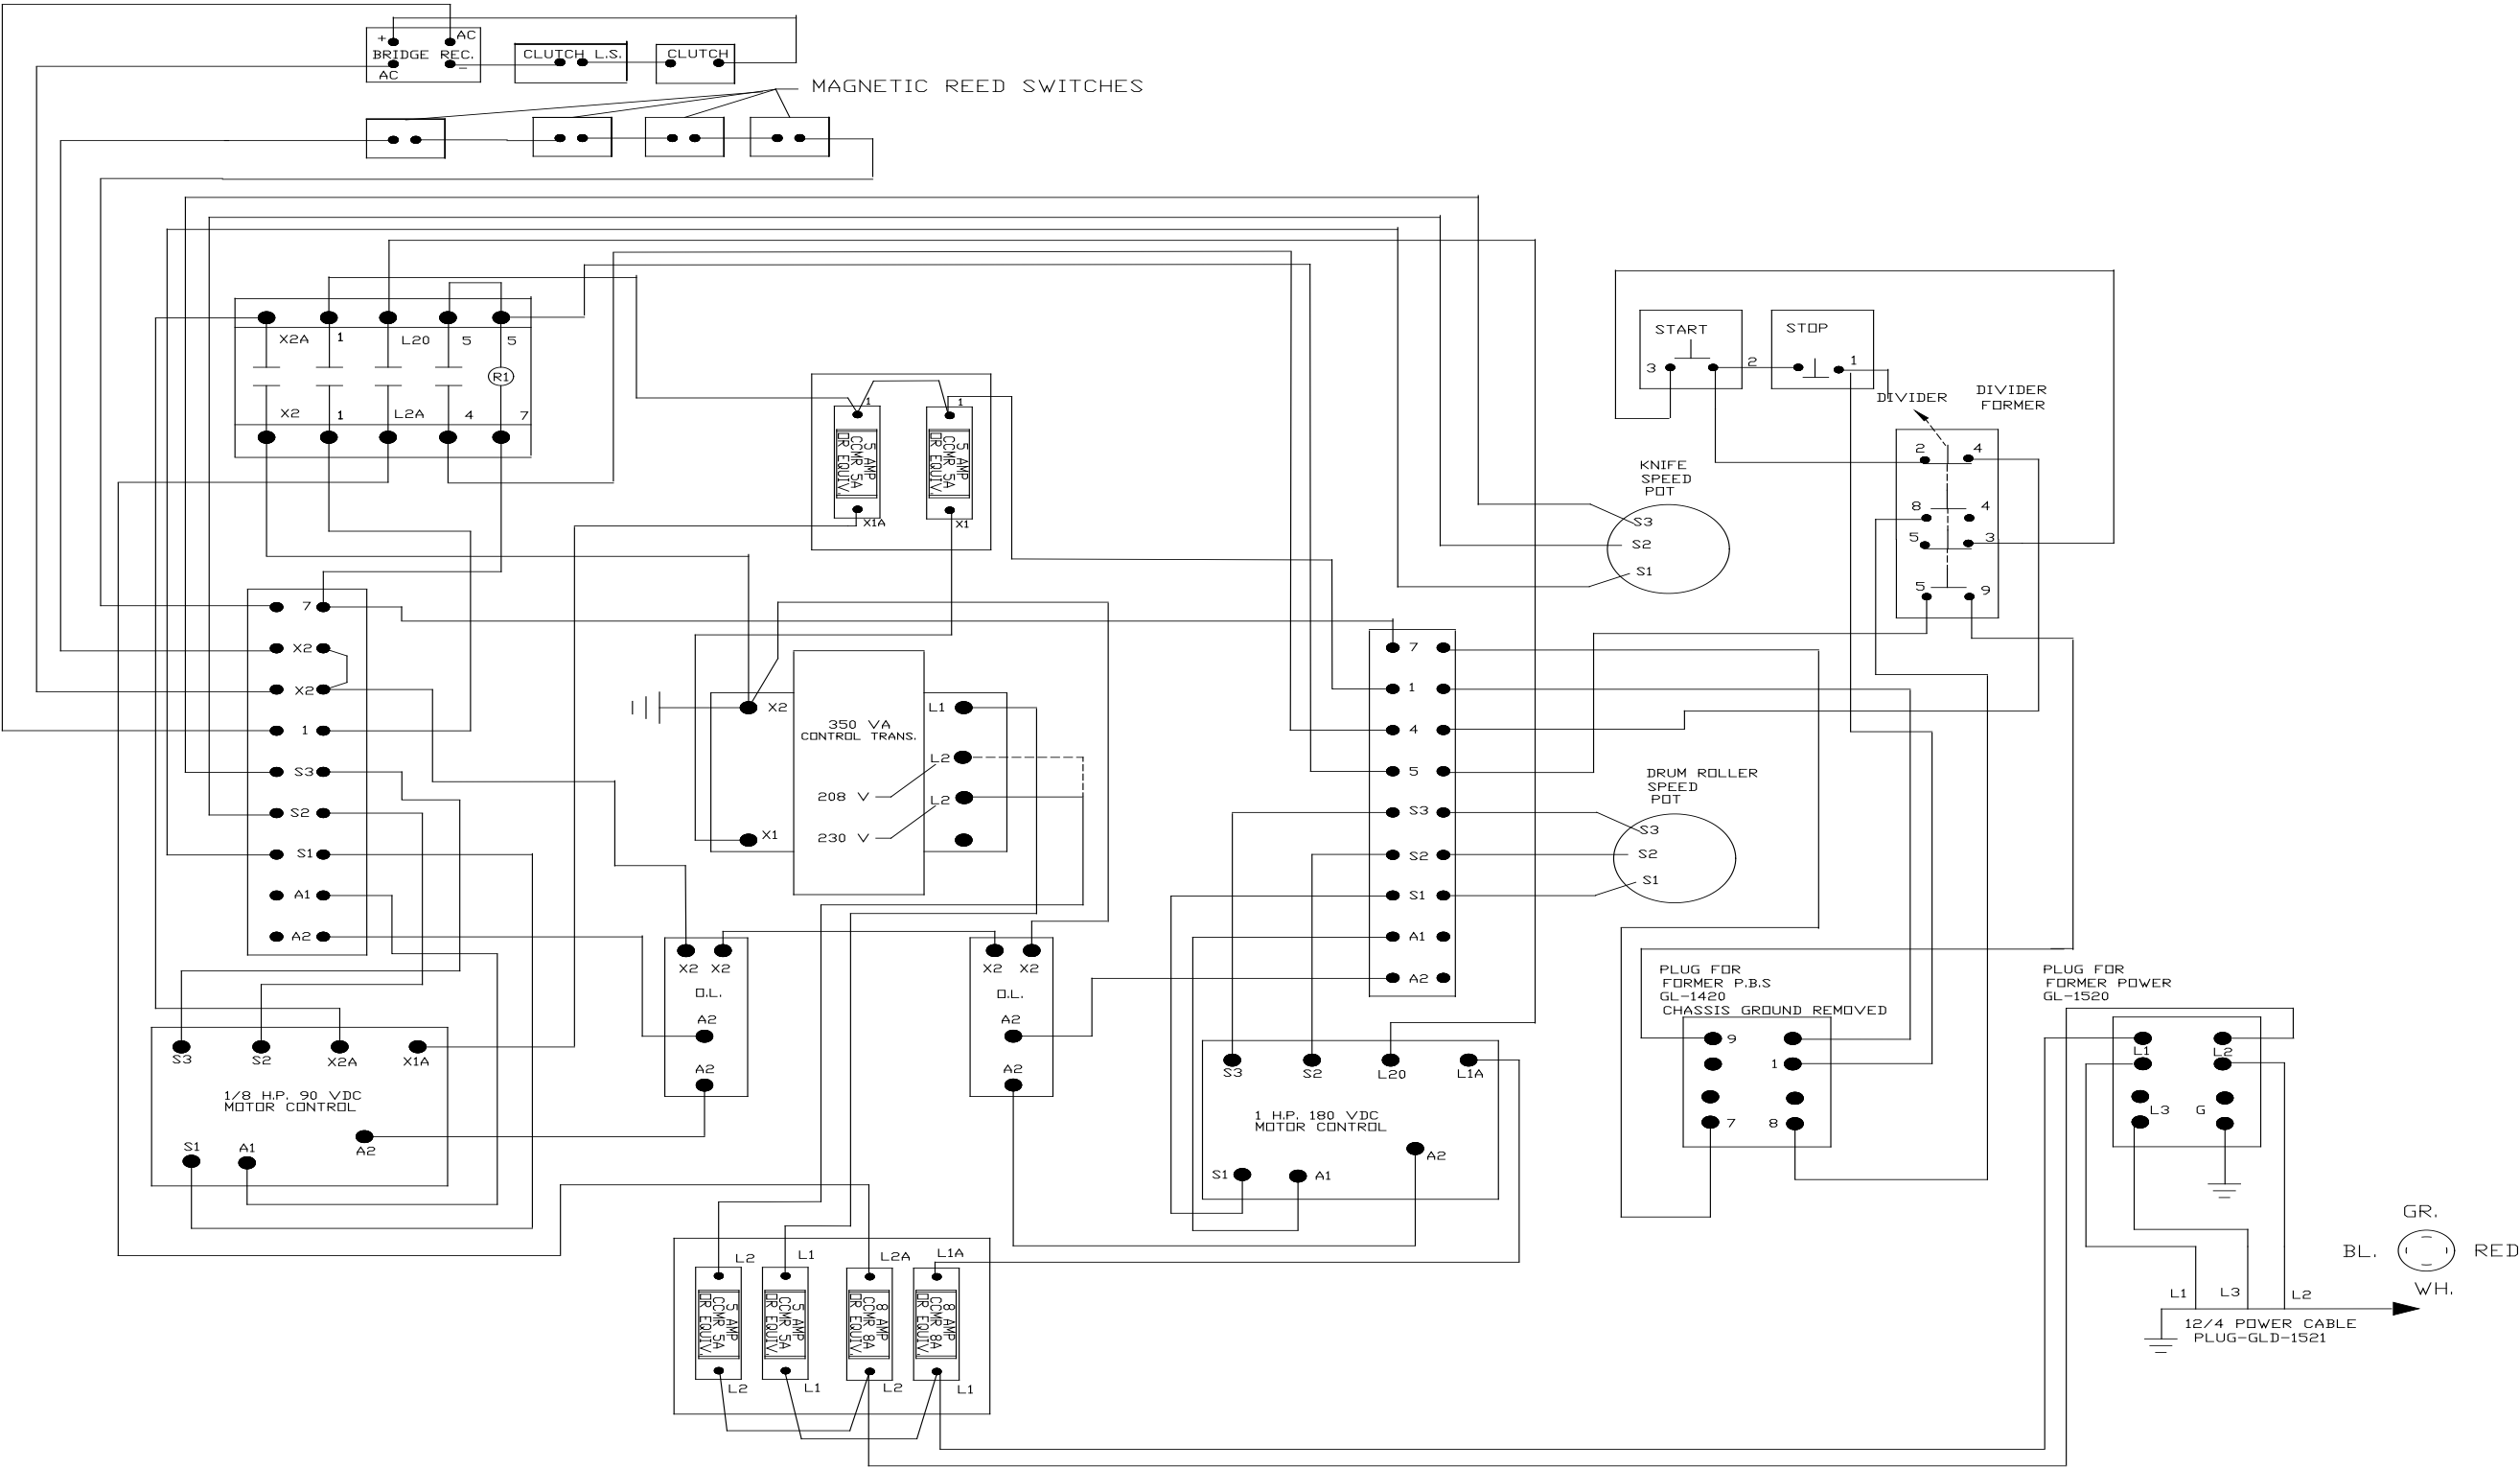 + AC
BRIDGE REC.
AC −
CLUTCH L.S.
CLUTCH
MAGNETIC REED SWITCHES
X2A 1 L20 5 5
R1
X2 1 L2A 4 7
1 1
5 AMP
CCMR 5A
OR EQUIV.
5 AMP
CCMR 5A
OR EQUIV.
X1A X1
START
3 2
STOP
1
DIVIDER
DIVIDER
FORMER
2 4
8 4
5 3
5 9
KNIFE
SPEED
POT
S3
S2
S1
7
X2
X2
1
S3
S2
S1
A1
A2
X2 L1
350 VA
CONTROL TRANS.
L2
208 V
L2
230 V
X1
7
1
4
5
S3
S2
S1
A1
A2
DRUM ROLLER
SPEED
POT
S3
S2
S1
X2 X2
O.L.
A2
A2
X2 X2
O.L.
A2
A2
PLUG FOR
FORMER P.B.S
GL-1420
CHASSIS GROUND REMOVED
9
1
7 8
PLUG FOR
FORMER POWER
GL-1520
L1 L2
L3 G
S3 S2 X2A X1A
1/8 H.P. 90 VDC
MOTOR CONTROL
S1 A1 A2
S3 S2 L20 L1A
1 H.P. 180 VDC
MOTOR CONTROL
S1 A1 A2
L2 L1 L2A L1A
5 AMP
CCMR 5A
OR EQUIV.
5 AMP
CCMR 5A
OR EQUIV.
8 AMP
CCMR 8A
OR EQUIV.
8 AMP
CCMR 8A
OR EQUIV.
L2 L1 L2 L1
GR.
BL. RED
WH.
L1 L3 L2
12/4 POWER CABLE
PLUG-GLD-1521